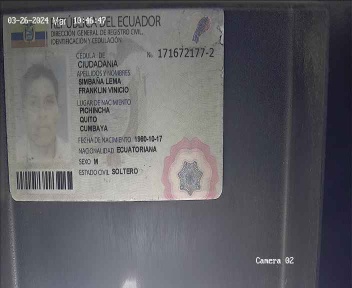 03-26-2024 Mar 10:46:47
REPÚBLICA DEL ECUADOR
DIRECCIÓN GENERAL DE REGISTRO CIVIL,
IDENTIFICACIÓN Y CEDULACIÓN
CÉDULA DE No. 171672177-2
CIUDADANIA
APELLIDOS Y NOMBRES
SIMBAÑA LEMA
FRANKLIN VINICIO
LUGAR DE NACIMIENTO
PICHINCHA
QUITO
CUMBAYA
FECHA DE NACIMIENTO 1980-10-17
NACIONALIDAD ECUATORIANA
SEXO M
ESTADO CIVIL SOLTERO
Camera 02